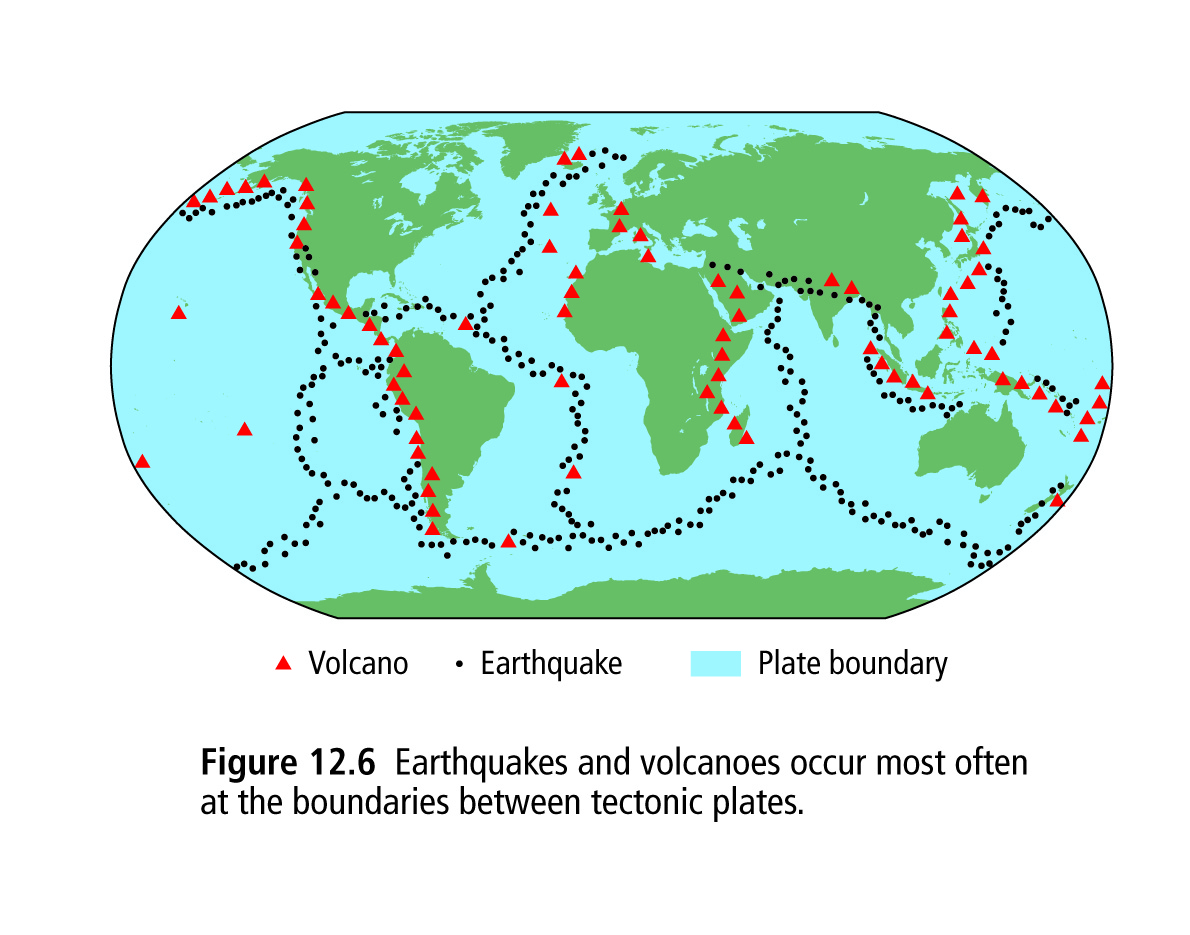 Volcano Earthquake Plate boundary
Figure 12.6 Earthquakes and volcanoes occur most often
at the boundaries between tectonic plates.